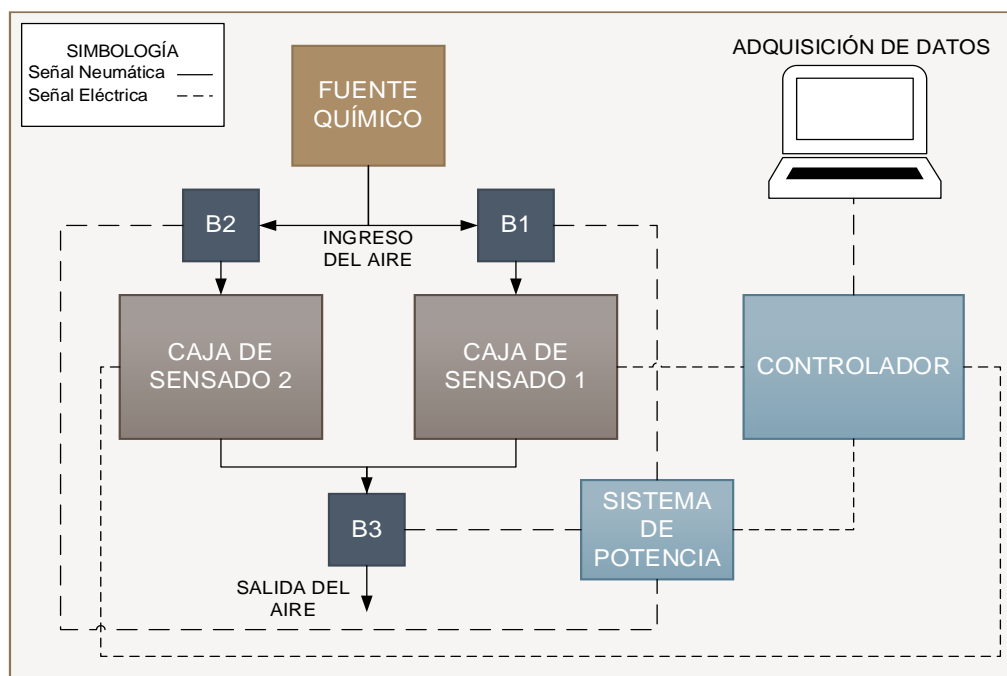 SIMBOLOGÍA
Señal Neumática
Señal Eléctrica
FUENTE
QUÍMICO
ADQUISICIÓN DE DATOS
B2
B1
INGRESO
DEL AIRE
CAJA DE
SENSADO 2
CAJA DE
SENSADO 1
CONTROLADOR
B3
SISTEMA
DE
POTENCIA
SALIDA DEL
AIRE